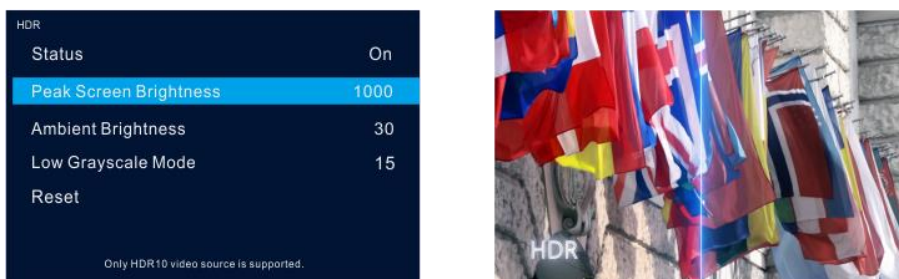 HDR
Status On
Peak Screen Brightness 1000
Ambient Brightness 30
Low Grayscale Mode 15
Reset
Only HDR10 video source is supported.
HDR